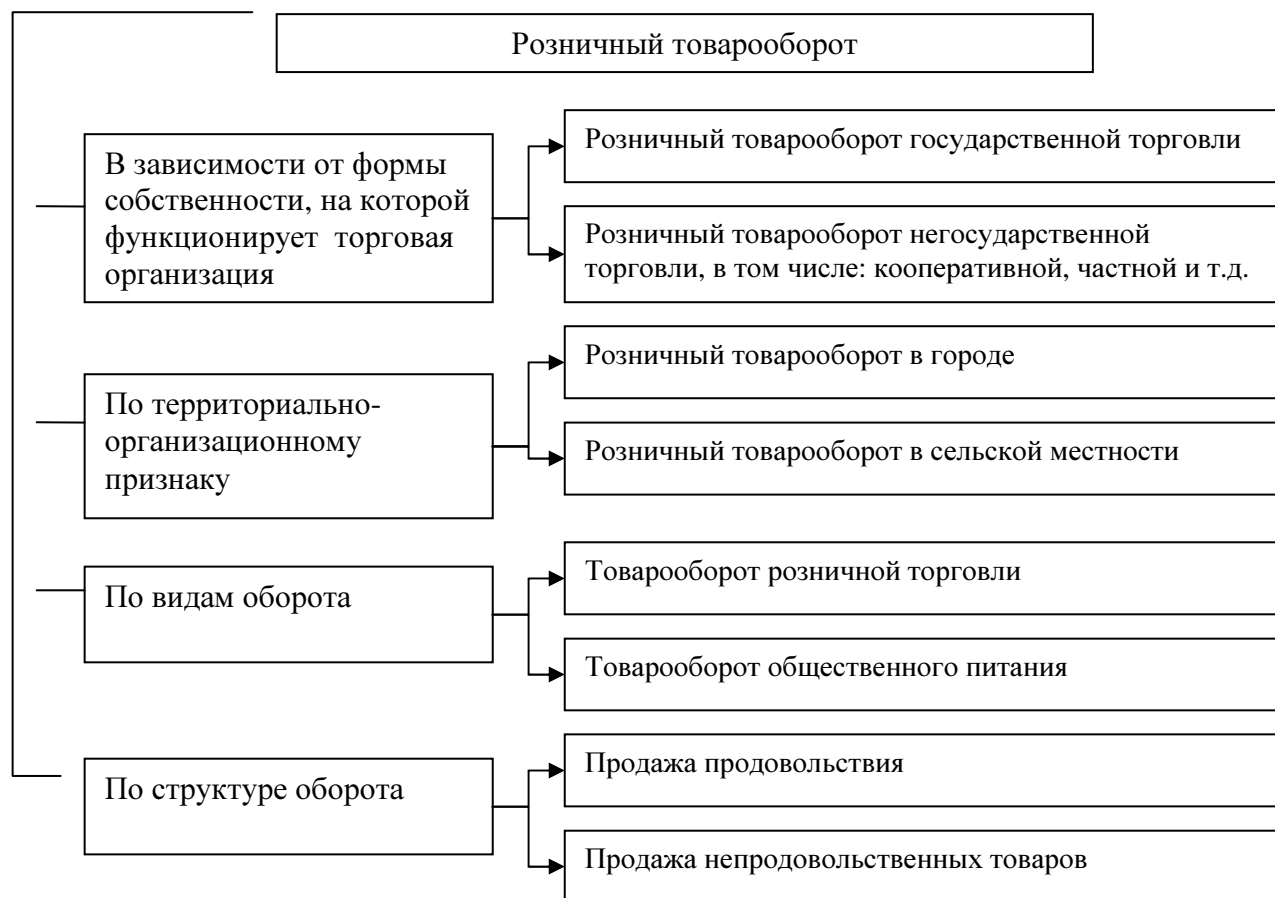 Розничный товарооборот
В зависимости от формы
собственности, на которой
функционирует торговая
организация
Розничный товарооборот государственной торговли
Розничный товарооборот негосударственной
торговли, в том числе: кооперативной, частной и т.д.
По территориально-
организационному
признаку
Розничный товарооборот в городе
Розничный товарооборот в сельской местности
По видам оборота
Товарооборот розничной торговли
Товарооборот общественного питания
По структуре оборота
Продажа продовольствия
Продажа непродовольственных товаров